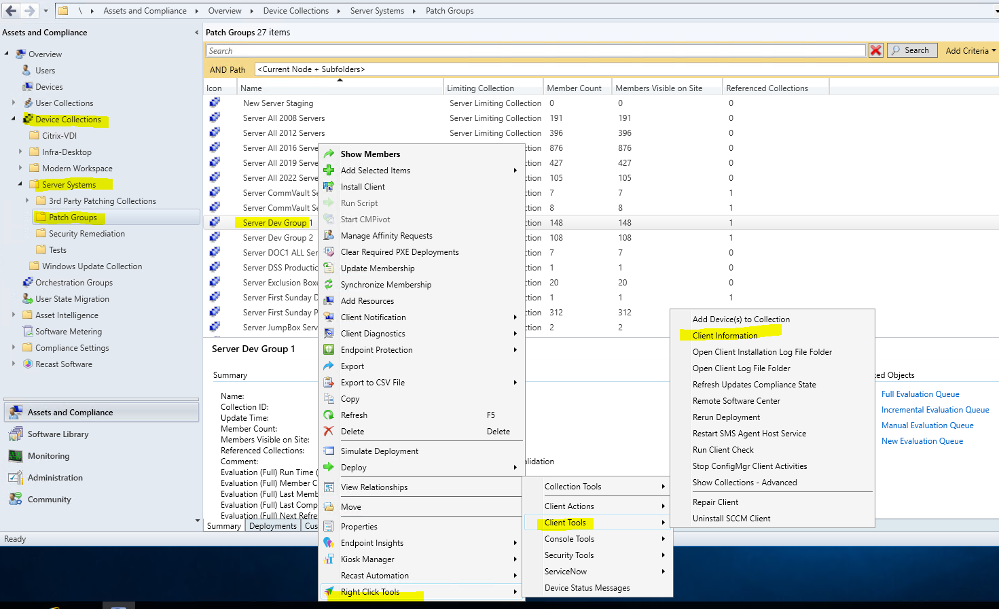 \ Assets and Compliance Overview Device Collections Server Systems Patch Groups
Assets and Compliance
Overview
Users
Devices
User Collections
Device Collections
Citrix-VDI
Infra-Desktop
Modern Workspace
Server Systems
3rd Party Patching Collections
Patch Groups
Security Remediation
Tests
Windows Update Collection
Orchestration Groups
User State Migration
Asset Intelligence
Software Metering
Compliance Settings
Recast Software
Assets and Compliance
Software Library
Monitoring
Administration
Community
Ready
Patch Groups 27 items
Search Search Add Criteria
AND Path <Current Node + Subfolders>
Icon Name Limiting Collection Member Count Members Visible on Site Referenced Collections
New Server Staging Server Limiting Collection 0 0 0
Server All 2008 Servers Server Limiting Collection 191 191 0
Server All 2012 Servers Server Limiting Collection 396 396 0
Server All 2016 Serve ction 876 876 0
Server All 2019 Serve ction 427 427 0
Server All 2022 Serve ction 105 105 0
Server CommVault Se ction 7 7 1
Server CommVault Se ction 8 8 1
Server Dev Group 1 ction 148 148 1
Server Dev Group 2 ction 108 108 1
Server DOC1 ALL Ser ction 7 7 0
Server DSS Productio ction 1 1 0
Server Exclusion Boxe ction 20 20 0
Server First Sunday D ction 1 1 1
Server First Sunday P ction 312 312
Server JumpBox Serv ction 2 2
Server Dev Group 1
Summary
Name:
Collection ID:
Update Time:
Member Count:
Members Visible on Site:
Referenced Collections:
Comment: alidation
Evaluation (Full) Run Time (
Evaluation (Full) Member C
Evaluation (Full) Last Memb
Evaluation (Full) Last Comp
Evaluation (Full) Next Refre
Summary Deployments Cus
ed Objects
Full Evaluation Queue
Incremental Evaluation Queue
Manual Evaluation Queue
New Evaluation Queue
Show Members
Add Selected Items
Install Client
Run Script
Start CMPivot
Manage Affinity Requests
Clear Required PXE Deployments
Update Membership
Synchronize Membership
Add Resources
Client Notification
Client Diagnostics
Endpoint Protection
Export
Export to CSV File
Copy
Refresh F5
Delete Delete
Simulate Deployment
Deploy
View Relationships
Move
Properties
Endpoint Insights
Kiosk Manager
Recast Automation
Right Click Tools
Collection Tools
Client Actions
Client Tools
Console Tools
Security Tools
ServiceNow
Device Status Messages
Add Device(s) to Collection
Client Information
Open Client Installation Log File Folder
Open Client Log File Folder
Refresh Updates Compliance State
Remote Software Center
Rerun Deployment
Restart SMS Agent Host Service
Run Client Check
Stop ConfigMgr Client Activities
Show Collections - Advanced
Repair Client
Uninstall SCCM Client